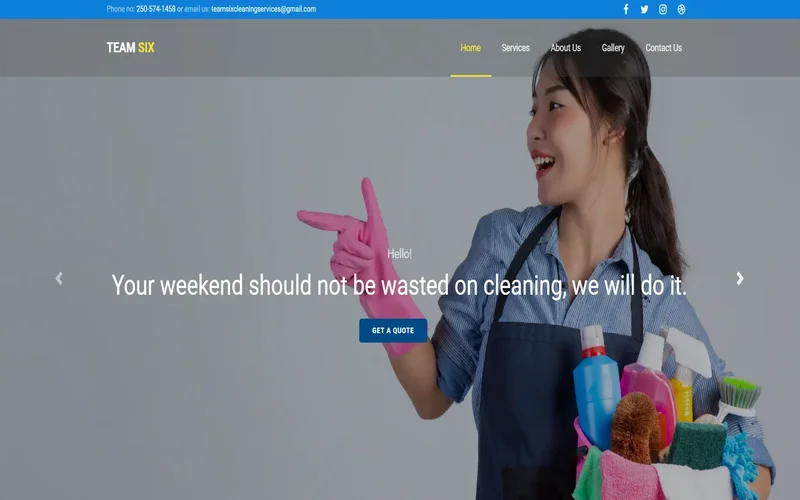 Phone no: 250-574-1458 or email us: teamsixcleaningservices@gmail.com
TEAM SIX
Home Services About Us Gallery Contact Us
Hello!
Your weekend should not be wasted on cleaning, we will do it.
GET A QUOTE